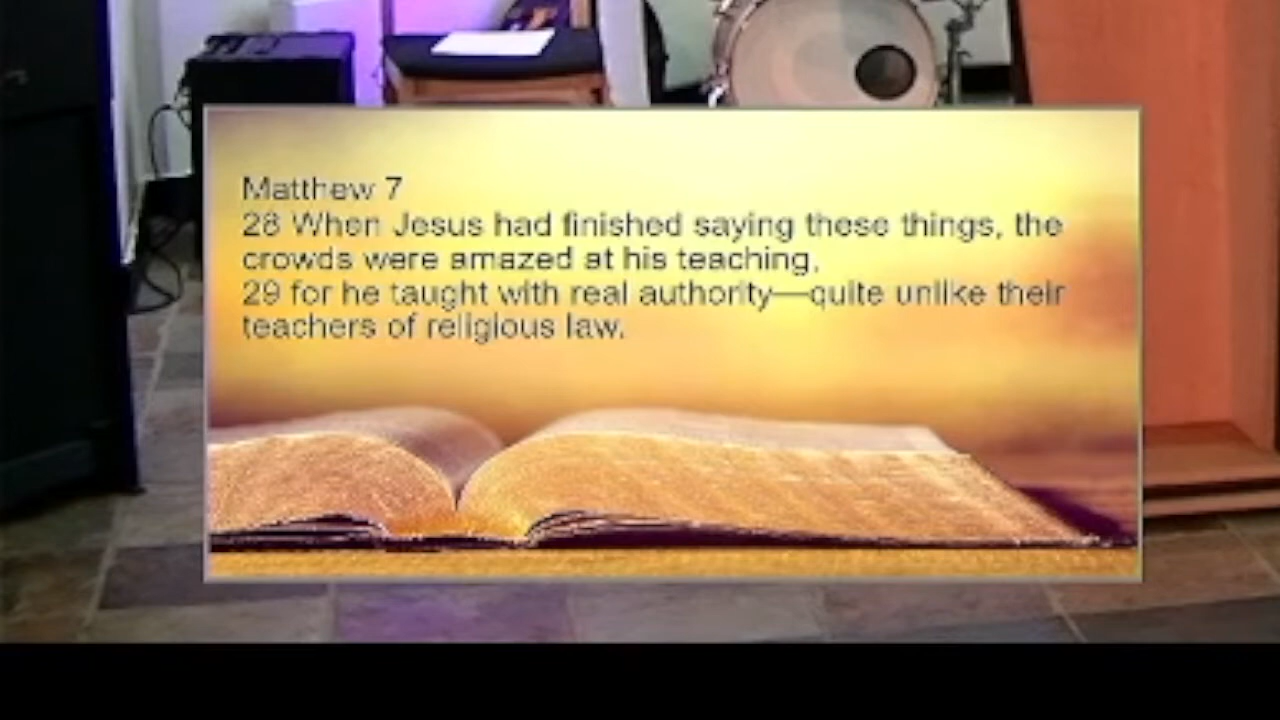 Matthew 7
28 When Jesus had finished saying these things, the
crowds were amazed at his teaching,
29 for he taught with real authority—quite unlike their
teachers of religious law.